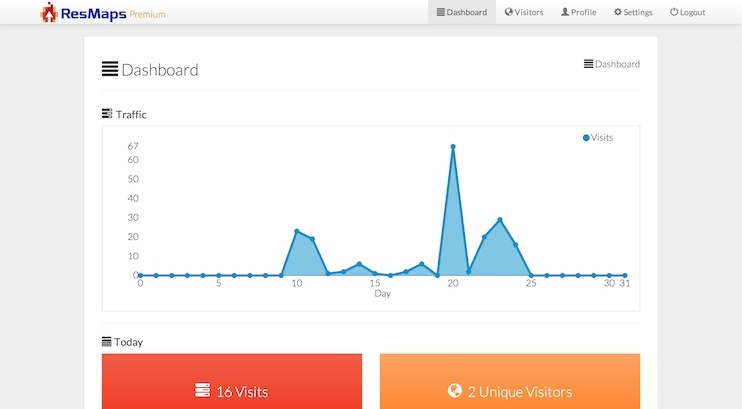 ResMaps Premium
Dashboard Visitors Profile Settings Logout
Dashboard
Dashboard
Traffic
Visits
67
60
50
40
30
20
10
0
0 5 10 15 20 25 30 31
Day
Today
16 Visits
2 Unique Visitors